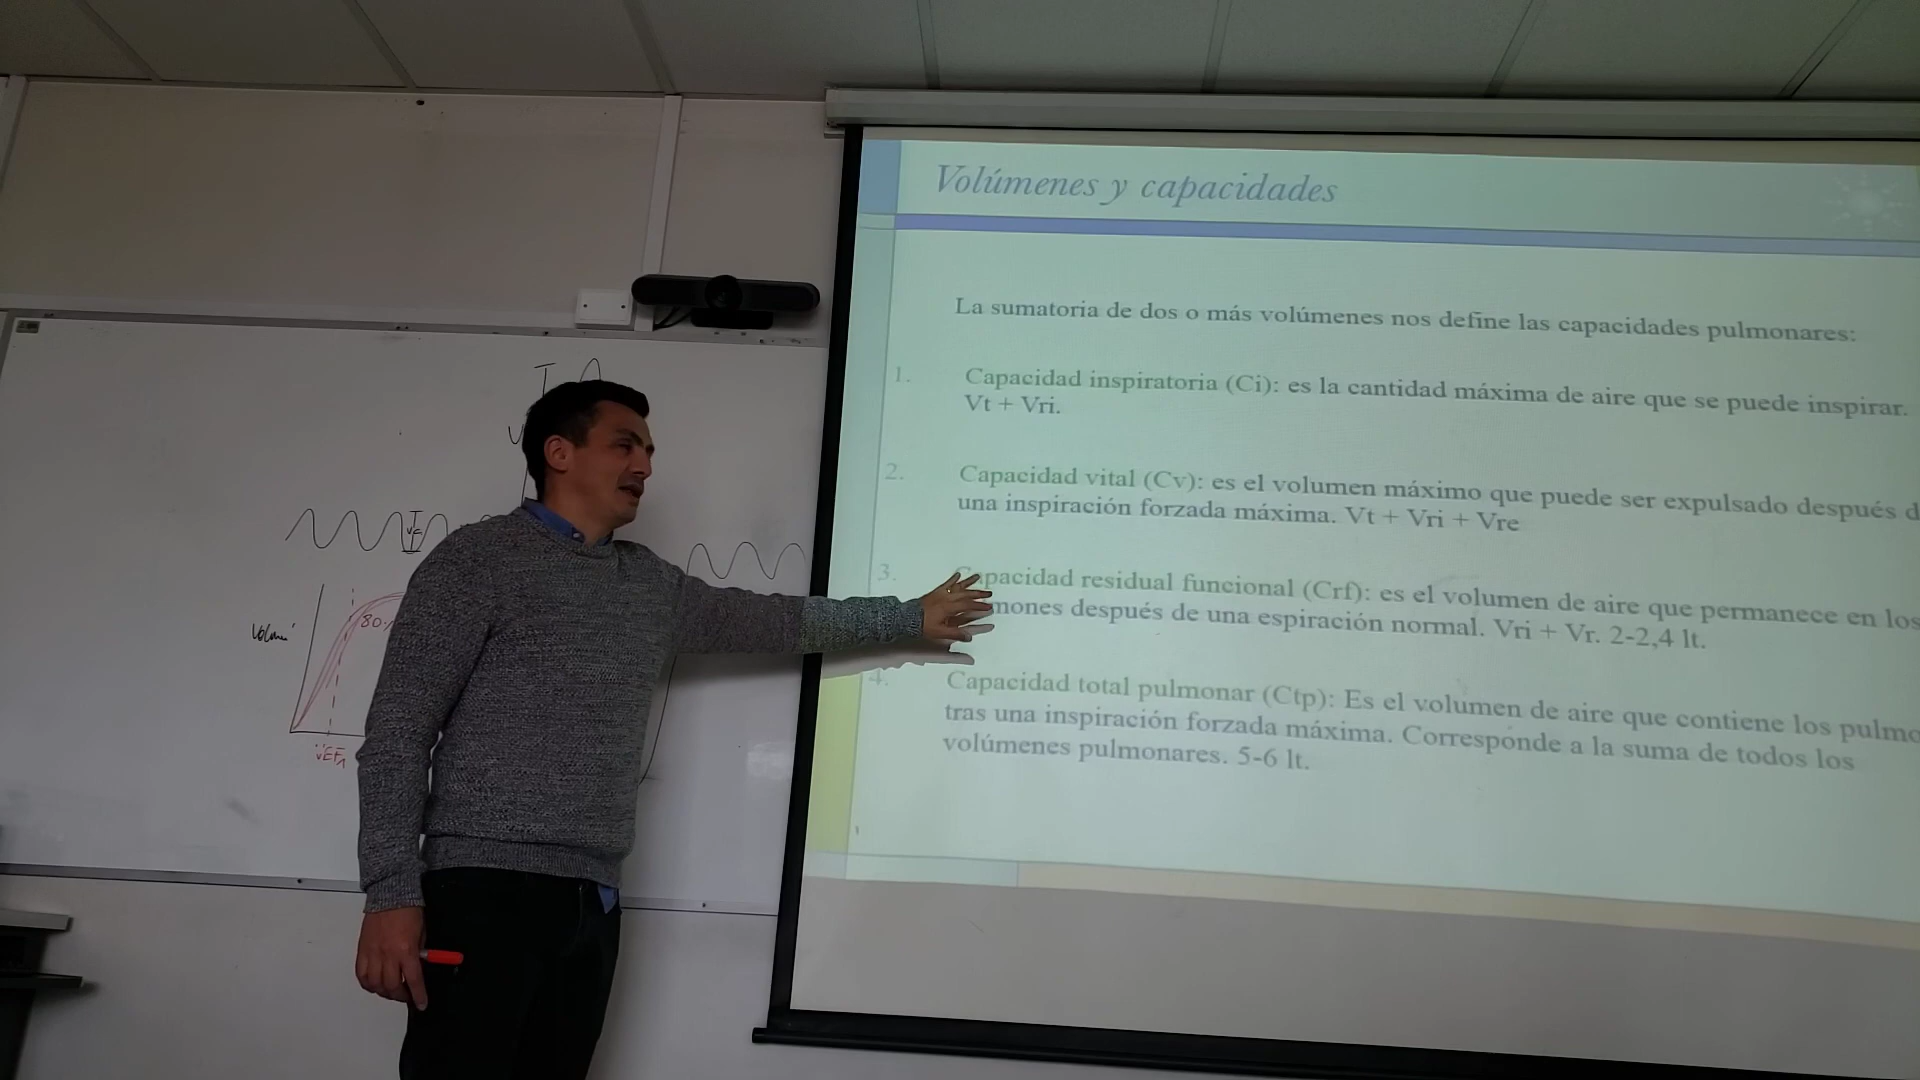 Volúmenes y capacidades
La sumatoria de dos o más volúmenes nos define las capacidades pulmonares:
1. Capacidad inspiratoria (Ci): es la cantidad máxima de aire que se puede inspirar.
Vt + Vri.
2. Capacidad vital (Cv): es el volumen máximo que puede ser expulsado después d
una inspiración forzada máxima. Vt + Vri + Vre
3. Capacidad residual funcional (Crf): es el volumen de aire que permanece en los
mones después de una espiración normal. Vri + Vr. 2-2,4 lt.
4. Capacidad total pulmonar (Ctp): Es el volumen de aire que contiene los pulmo
tras una inspiración forzada máxima. Corresponde a la suma de todos los
volúmenes pulmonares. 5-6 lt.
80%
VEF1